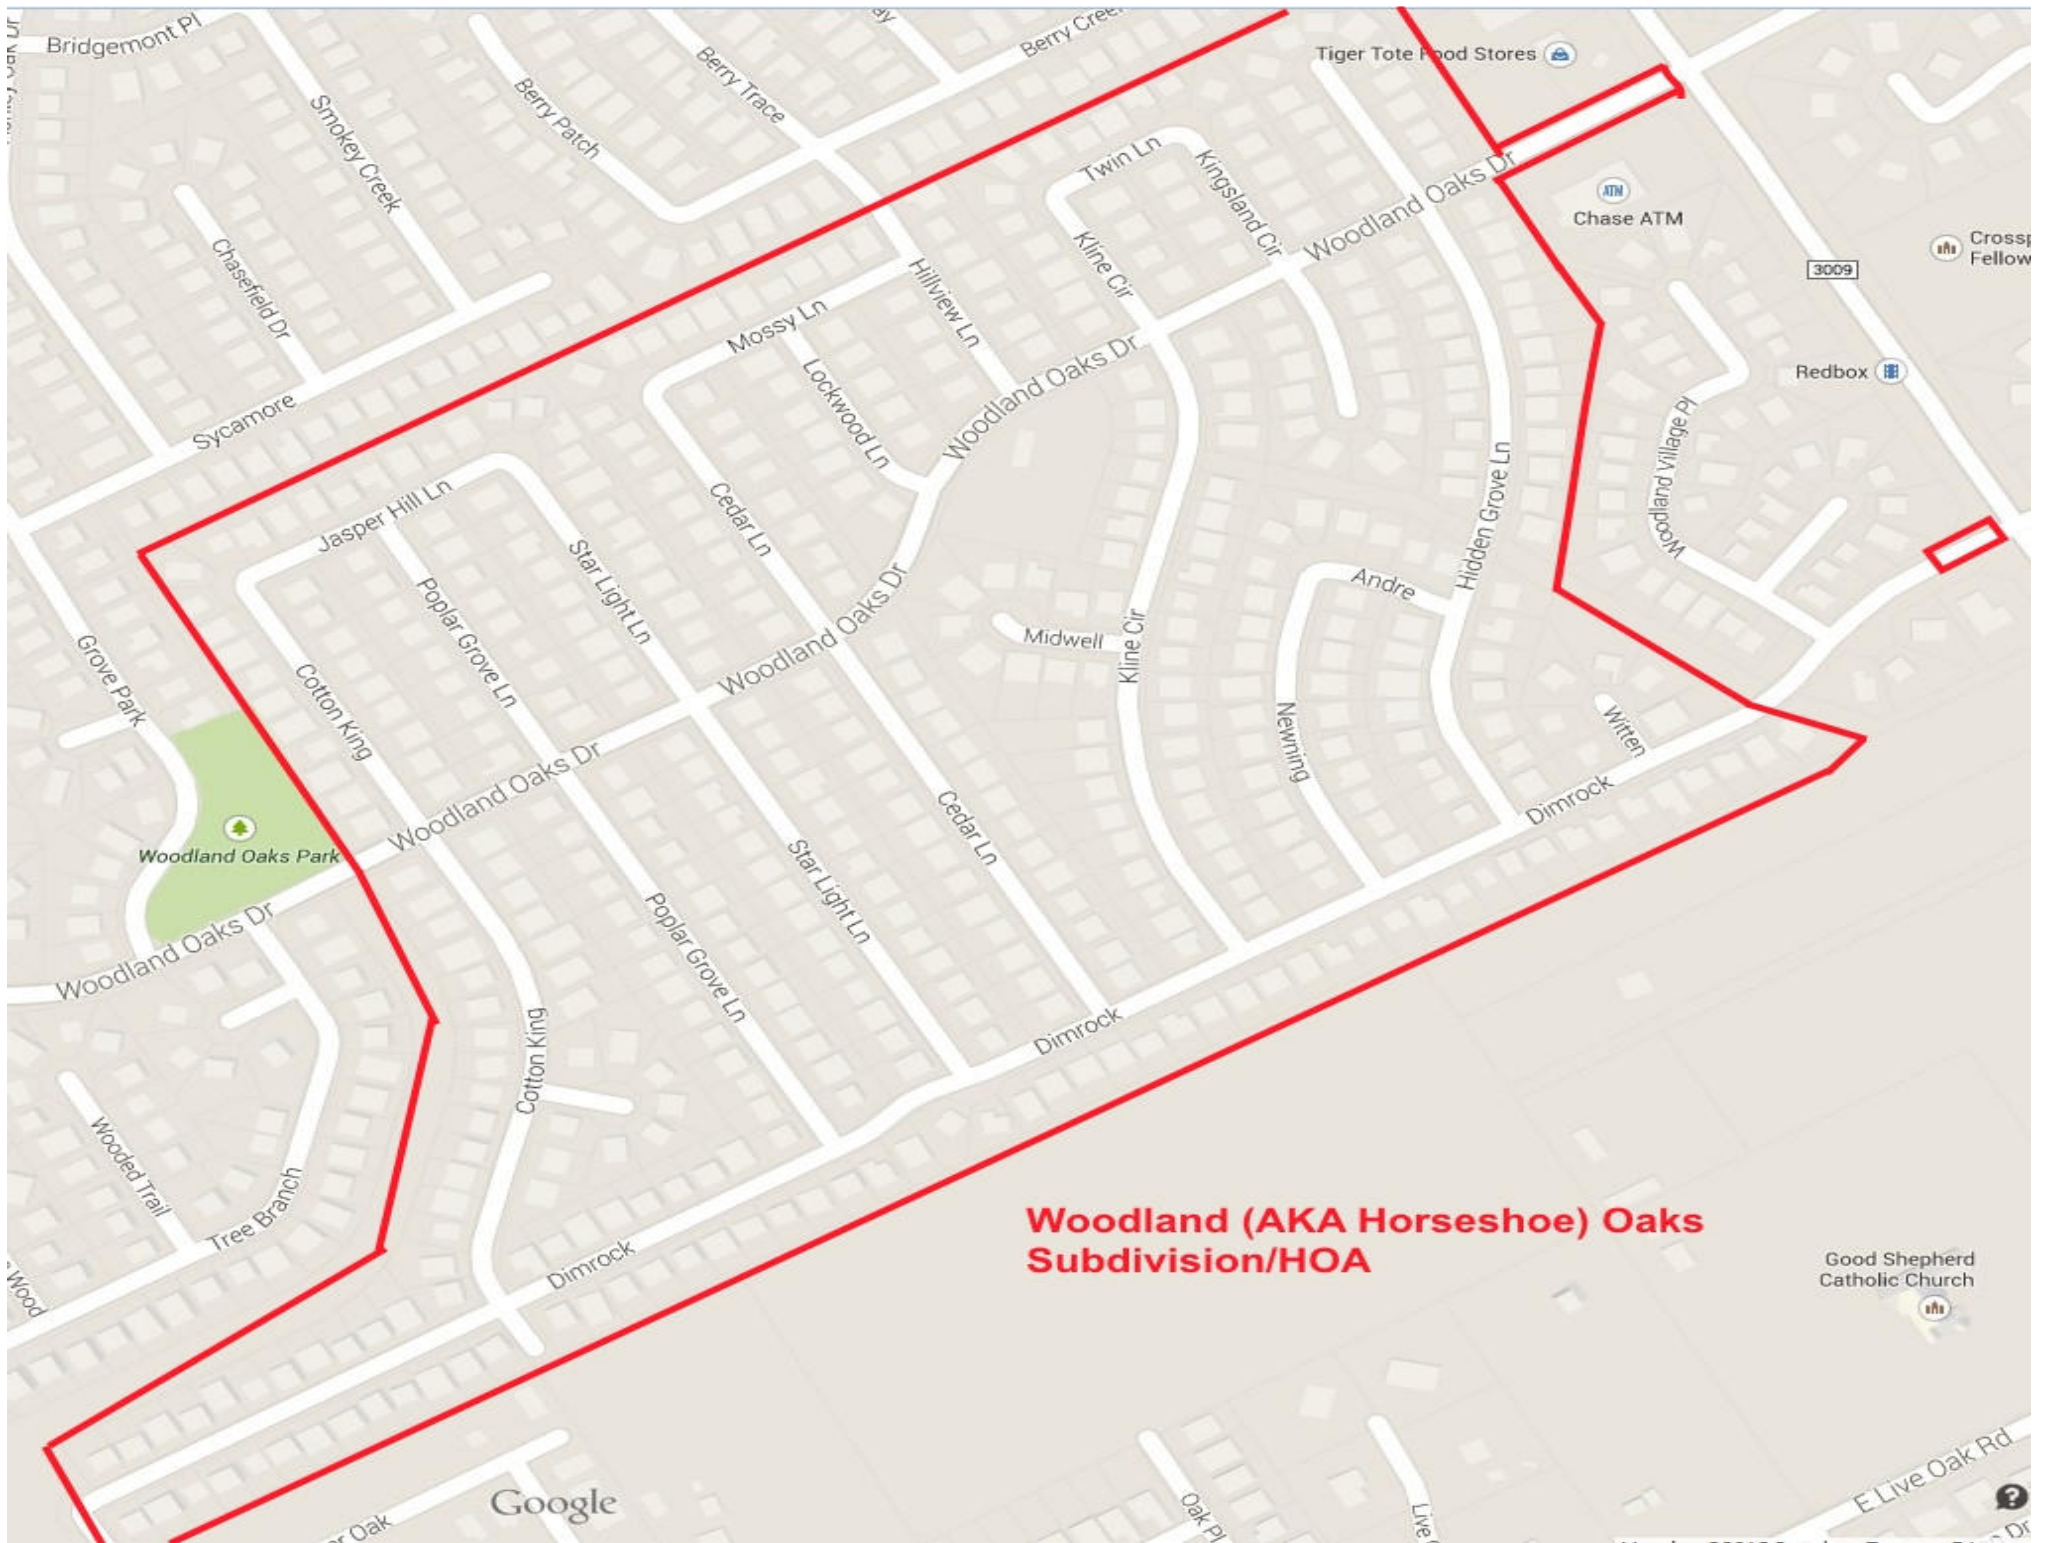 Bridgemont Pl
Berry Creek
Tiger Tote Food Stores
Berry Trace
Berry Patch
Smokey Creek
Twin Ln
Kingsland Cir
Woodland Oaks Dr
ATM
Chase ATM
Chasefield Dr
Kline Cir
Hillview Ln
3009
Mossy Ln
Woodland Oaks Dr
Lockwood Ln
Redbox
Sycamore
Woodland Village Pl
Jasper Hill Ln
Cedar Ln
Hidden Grove Ln
Star Light Ln
Poplar Grove Ln
Woodland Oaks Dr
Andre
Midwell
Kline Cir
Grove Park
Cotton King
Newning
Witten
Woodland Oaks Dr
Dimrock
Woodland Oaks Park
Cedar Ln
Star Light Ln
Woodland Oaks Dr
Poplar Grove Ln
Dimrock
Cotton King
Wooded Trail
Tree Branch
Woodland (AKA Horseshoe) Oaks
Subdivision/HOA
Dimrock
Wood
Good Shepherd
Catholic Church
E Live Oak Rd
Google
Oak Pl
Live
Oak
?